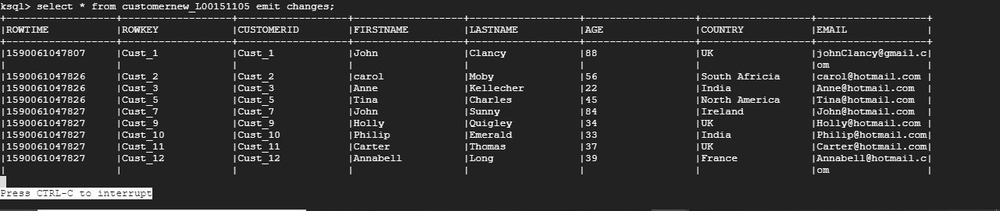 ksql> select * from customernew_L00151105 emit changes;
+------------------+------------------+------------------+------------------+------------------+------------------+------------------+------------------+
|ROWTIME |ROWKEY |CUSTOMERID |FIRSTNAME |LASTNAME |AGE |COUNTRY |EMAIL |
+------------------+------------------+------------------+------------------+------------------+------------------+------------------+------------------+
|1590061047807 |Cust_1 |Cust_1 |John |Clancy |88 |UK |johnClancy@gmail.c|
| | | | | | | |om |
|1590061047826 |Cust_2 |Cust_2 |carol |Moby |56 |South Africia |carol@hotmail.com |
|1590061047826 |Cust_3 |Cust_3 |Anne |Kellecher |22 |India |Anne@hotmail.com |
|1590061047826 |Cust_5 |Cust_5 |Tina |Charles |45 |North America |Tina@hotmail.com |
|1590061047827 |Cust_7 |Cust_7 |John |Sunny |84 |Ireland |John@hotmail.com |
|1590061047827 |Cust_9 |Cust_9 |Holly |Quigley |34 |UK |Holly@hotmail.com |
|1590061047827 |Cust_10 |Cust_10 |Philip |Emerald |33 |India |Philip@hotmail.com|
|1590061047827 |Cust_11 |Cust_11 |Carter |Thomas |37 |UK |Carter@hotmail.com|
|1590061047827 |Cust_12 |Cust_12 |Annabell |Long |39 |France |Annabell@hotmail.c|
| | | | | | | |om |
Press CTRL-C to interrupt